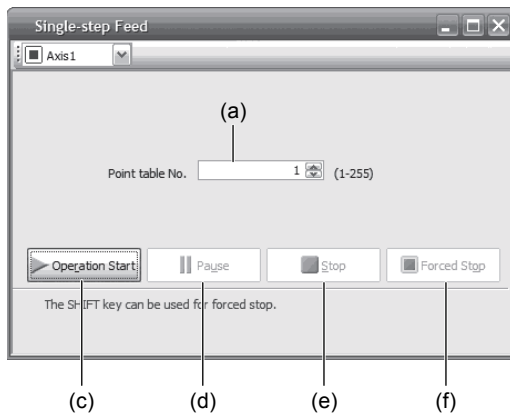 Single-step Feed
Axis1
(a)
Point table No. 1 (1-255)
Operation Start Pause Stop Forced Stop
The SHIFT key can be used for forced stop.
(c) (d) (e) (f)